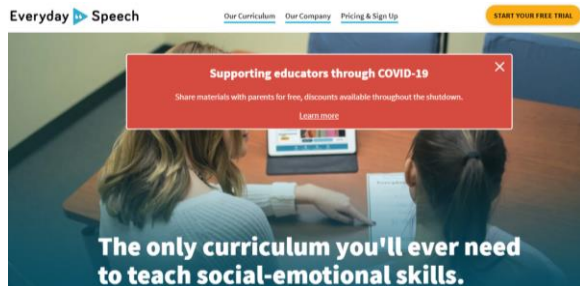 Everyday Speech
Our Curriculum Our Company Pricing & Sign Up
START YOUR FREE TRIAL
Supporting educators through COVID-19
Share materials with parents for free, discounts available throughout the shutdown.
Learn more
The only curriculum you'll ever need
to teach social-emotional skills.